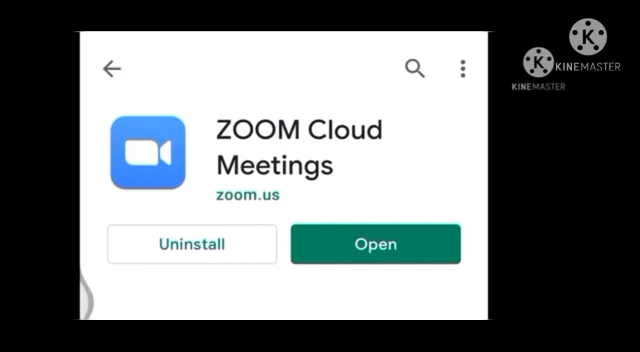 ZOOM Cloud
Meetings
zoom.us
Uninstall
Open
K KINEMASTER
K
KINEMASTER